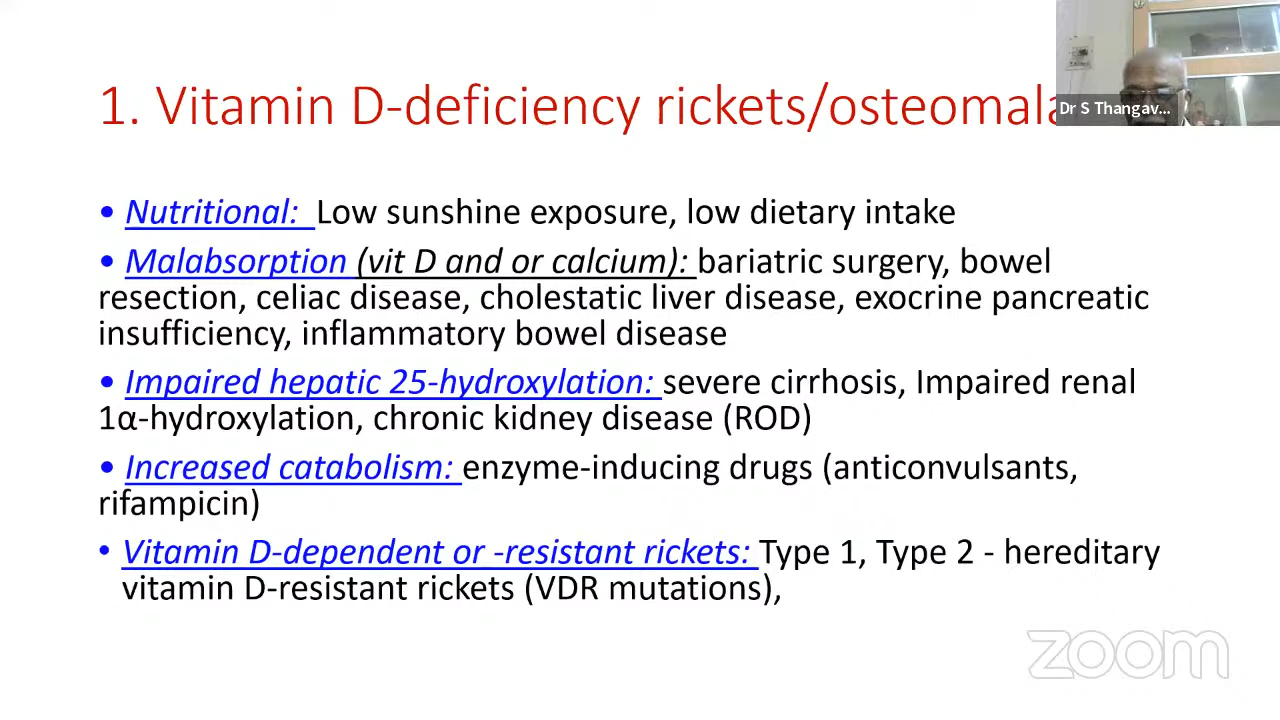 1. Vitamin D-deficiency rickets/osteomala
Dr S Thangav...
• Nutritional: Low sunshine exposure, low dietary intake
• Malabsorption (vit D and or calcium): bariatric surgery, bowel
resection, celiac disease, cholestatic liver disease, exocrine pancreatic
insufficiency, inflammatory bowel disease
• Impaired hepatic 25-hydroxylation: severe cirrhosis, Impaired renal
1α-hydroxylation, chronic kidney disease (ROD)
• Increased catabolism: enzyme-inducing drugs (anticonvulsants,
rifampicin)
• Vitamin D-dependent or -resistant rickets: Type 1, Type 2 - hereditary
vitamin D-resistant rickets (VDR mutations),
zoom